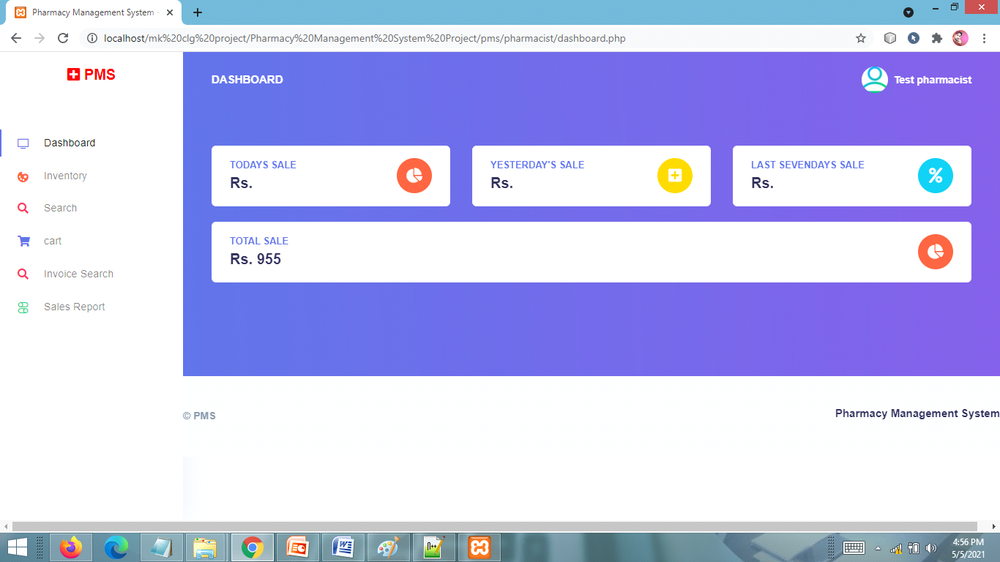 Pharmacy Management System -
localhost/mk%20clg%20project/Pharmacy%20Management%20System%20Project/pms/pharmacist/dashboard.php
PMS
DASHBOARD
Test pharmacist
Dashboard
Inventory
Search
cart
Invoice Search
Sales Report
TODAYS SALE
Rs.
YESTERDAY'S SALE
Rs.
LAST SEVENDAYS SALE
Rs.
TOTAL SALE
Rs. 955
© PMS
Pharmacy Management System
4:56 PM
5/5/2021